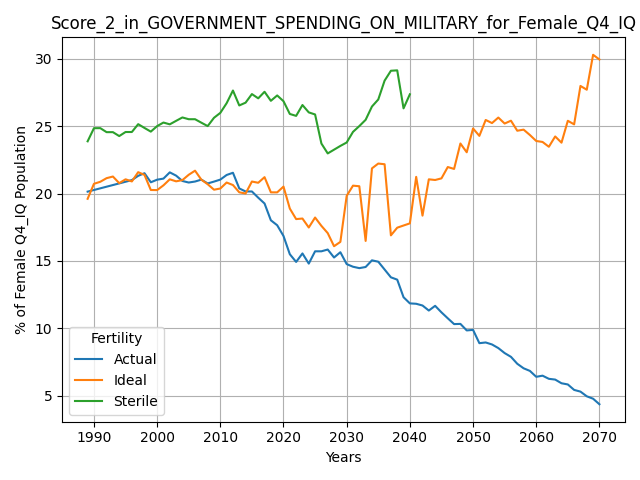 Score_2_in_GOVERNMENT_SPENDING_ON_MILITARY_for_Female_Q4_IQ
% of Female Q4_IQ Population
30
25
20
15
10
5
Fertility
Actual
Ideal
Sterile
1990 2000 2010 2020 2030 2040 2050 2060 2070
Years